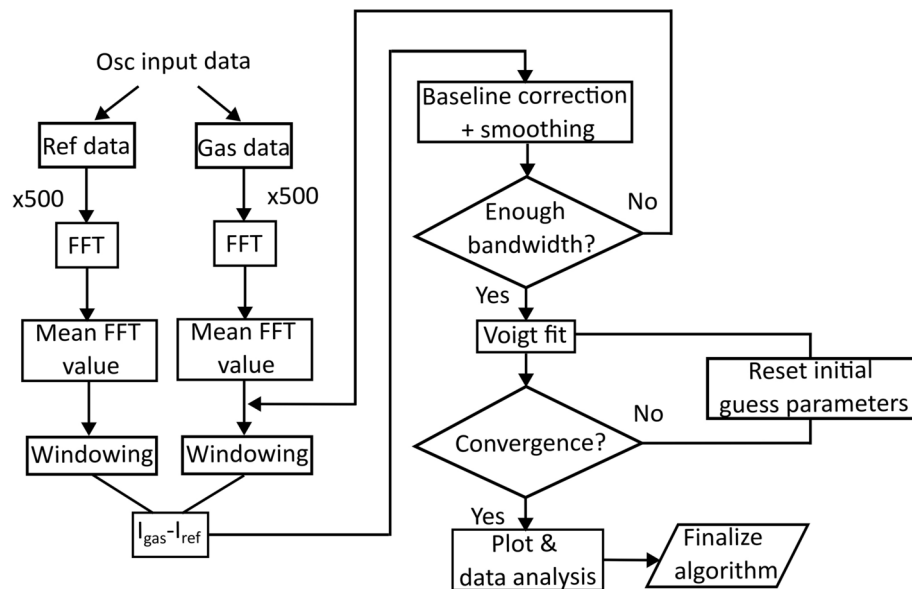 Osc input data
Ref data
Gas data
x500
x500
FFT
FFT
Mean FFT
value
Mean FFT
value
Windowing
Windowing
I_gas-I_ref
Baseline correction
+ smoothing
Enough
bandwidth?
No
Yes
Voigt fit
Reset initial
guess parameters
Convergence?
No
Yes
Plot &
data analysis
Finalize
algorithm